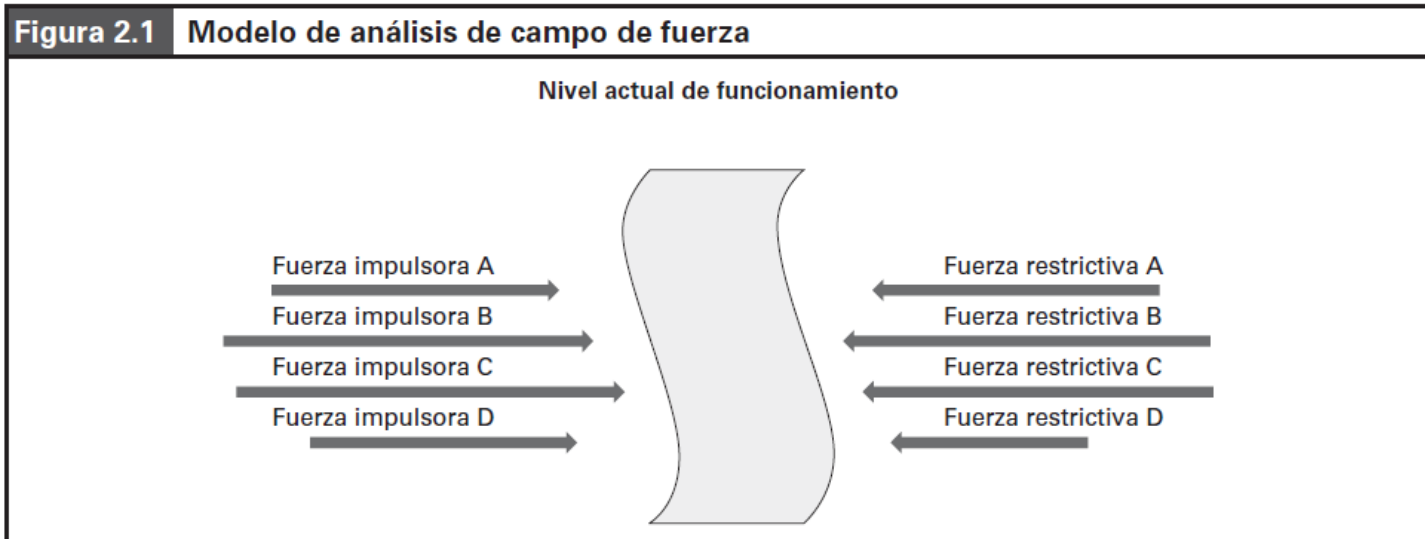 Figura 2.1 Modelo de análisis de campo de fuerza
Nivel actual de funcionamiento
Fuerza impulsora A
Fuerza restrictiva A
Fuerza impulsora B
Fuerza restrictiva B
Fuerza impulsora C
Fuerza restrictiva C
Fuerza impulsora D
Fuerza restrictiva D